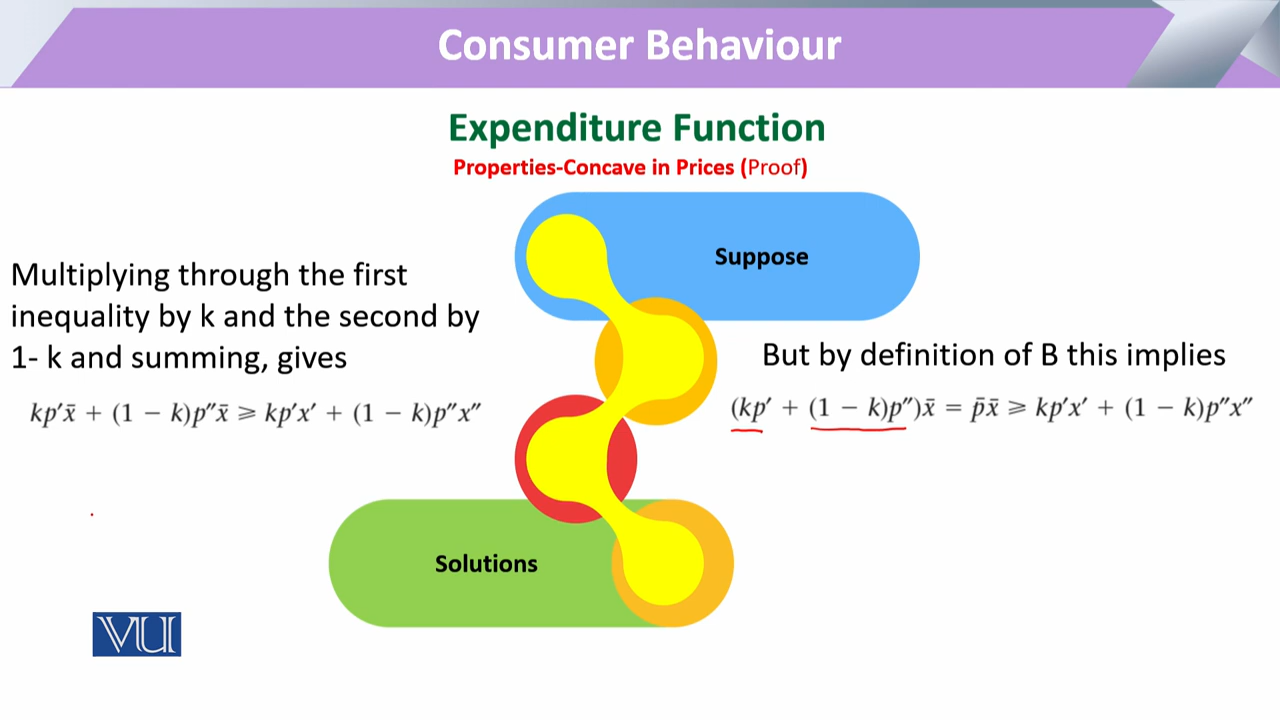 Consumer Behaviour
Expenditure Function
Properties-Concave in Prices (Proof)
Suppose
Multiplying through the first
inequality by k and the second by
1- k and summing, gives
kp′x̄ + (1 − k)p″x̄ ⩾ kp′x′ + (1 − k)p″x″
But by definition of B this implies
(kp′ + (1 − k)p″)x̄ = p̄x̄ ⩾ kp′x′ + (1 − k)p″x″
Solutions
VU